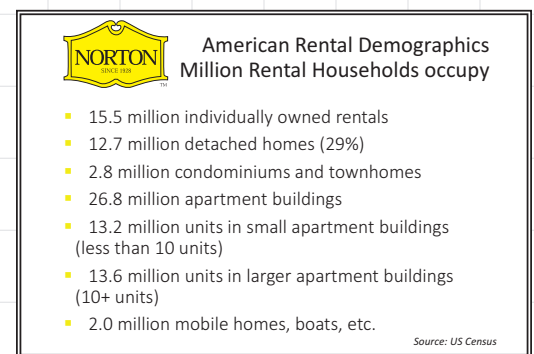 NORTON
SINCE 1928
TM
American Rental Demographics
Million Rental Households occupy
▪ 15.5 million individually owned rentals
▪ 12.7 million detached homes (29%)
▪ 2.8 million condominiums and townhomes
▪ 26.8 million apartment buildings
▪ 13.2 million units in small apartment buildings
(less than 10 units)
▪ 13.6 million units in larger apartment buildings
(10+ units)
▪ 2.0 million mobile homes, boats, etc.
Source: US Census